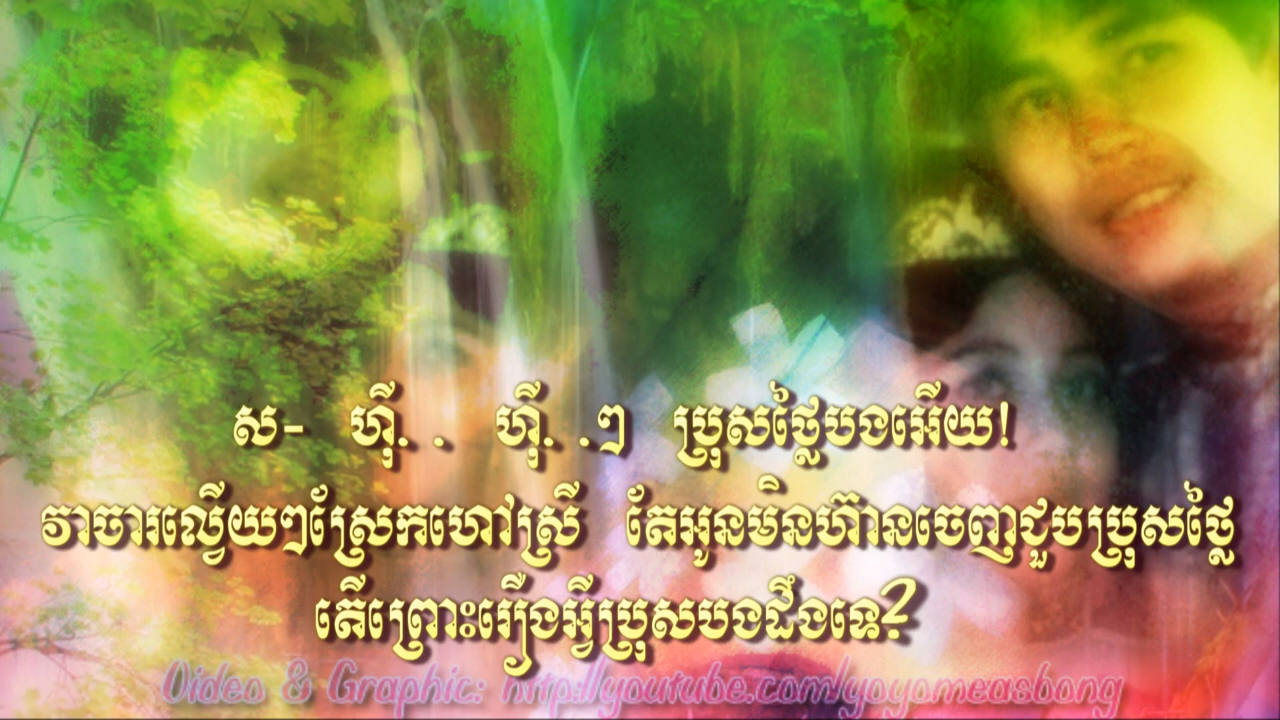 ស- ហ៊ី. . ហ៊ី. .ៗ ប្រុសថ្លៃបងអើយ!
វាចារល្វើយៗស្រែកហៅស្រី តែអូនមិនហ៊ានចេញជួបប្រុសថ្លៃ
តើព្រោះរឿងអ្វីប្រុសបងដឹងទេ?
Video & Graphic: http://youtube.com/yoyomeasbong